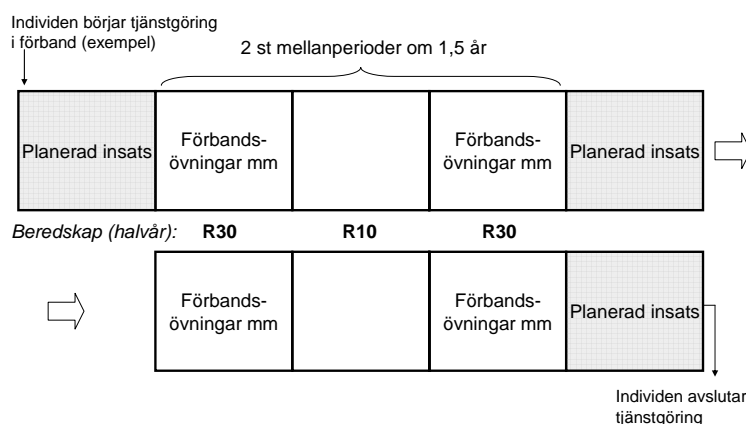 Individen börjar tjänstgöring
i förband (exempel)
2 st mellanperioder om 1,5 år
Planerad insats
Förbands-
övningar mm
Förbands-
övningar mm
Planerad insats
Beredskap (halvår): R30 R10 R30
Förbands-
övningar mm
Förbands-
övningar mm
Planerad insats
Individen avslutar
tjänstgöring